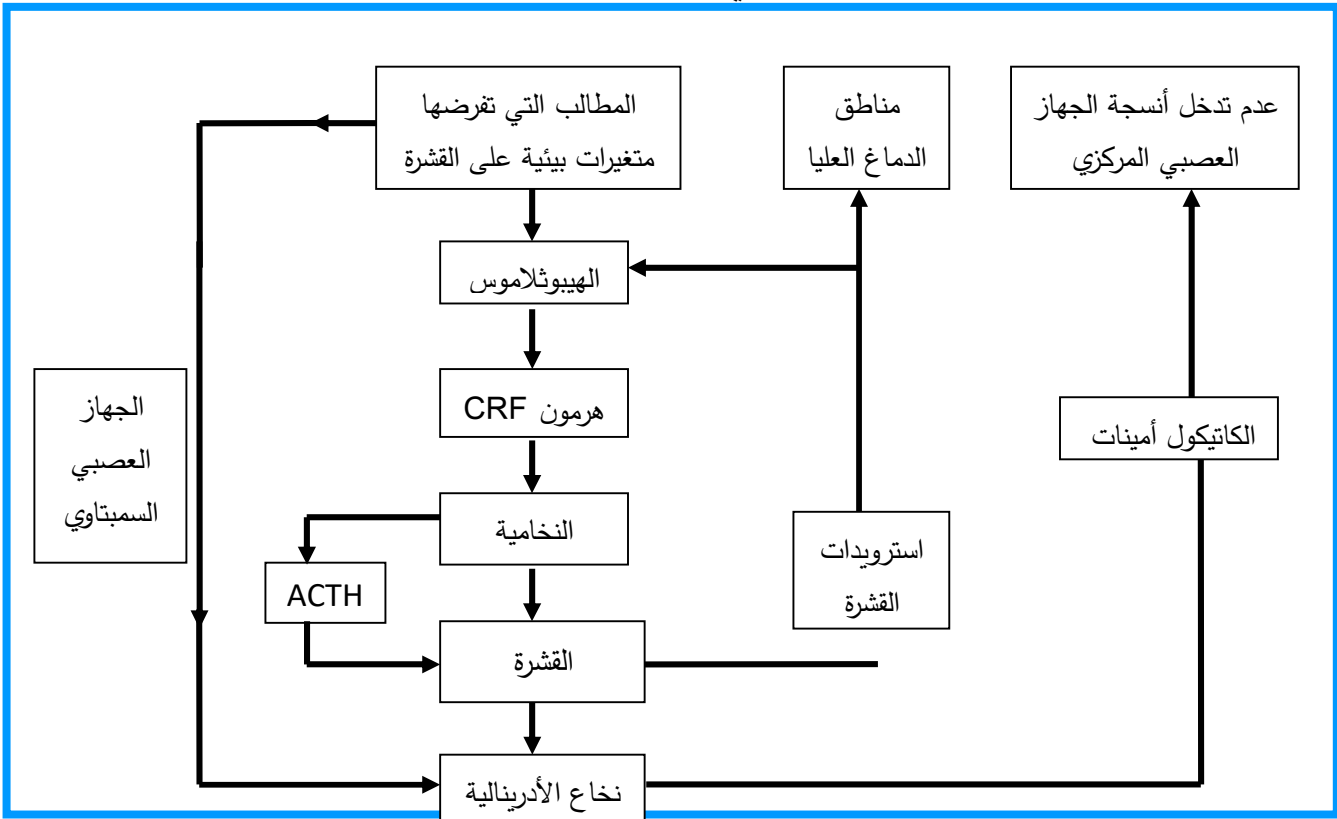 المطالب التي تفرضها
متغيرات بيئية على القشرة
مناطق
الدماغ العليا
عدم تدخل أنسجة الجهاز
العصبي المركزي
الهيبوثلاموس
الجهاز
العصبي
السمبتاوي
هرمون CRF
الكاتيكول أمينات
النخامية
استرويدات
القشرة
ACTH
القشرة
نخاع الأدرينالية